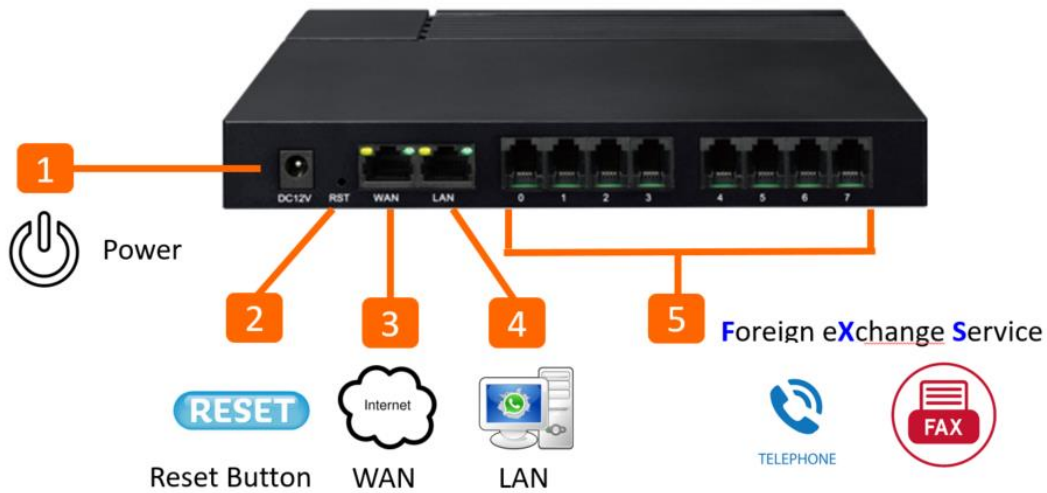 1
DC12V RST WAN LAN 0 1 2 3 4 5 6 7
Power
2 3 4 5
Foreign eXchange Service
RESET
Internet
FAX
TELEPHONE
Reset Button WAN LAN